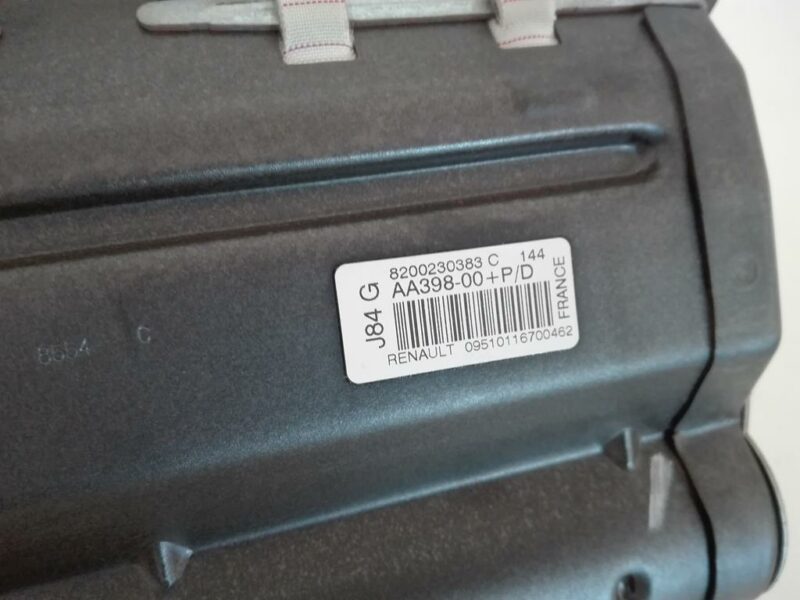 8200230383 C 144
J84 G
AA398-00+P/D
FRANCE
RENAULT 09510116700462
C